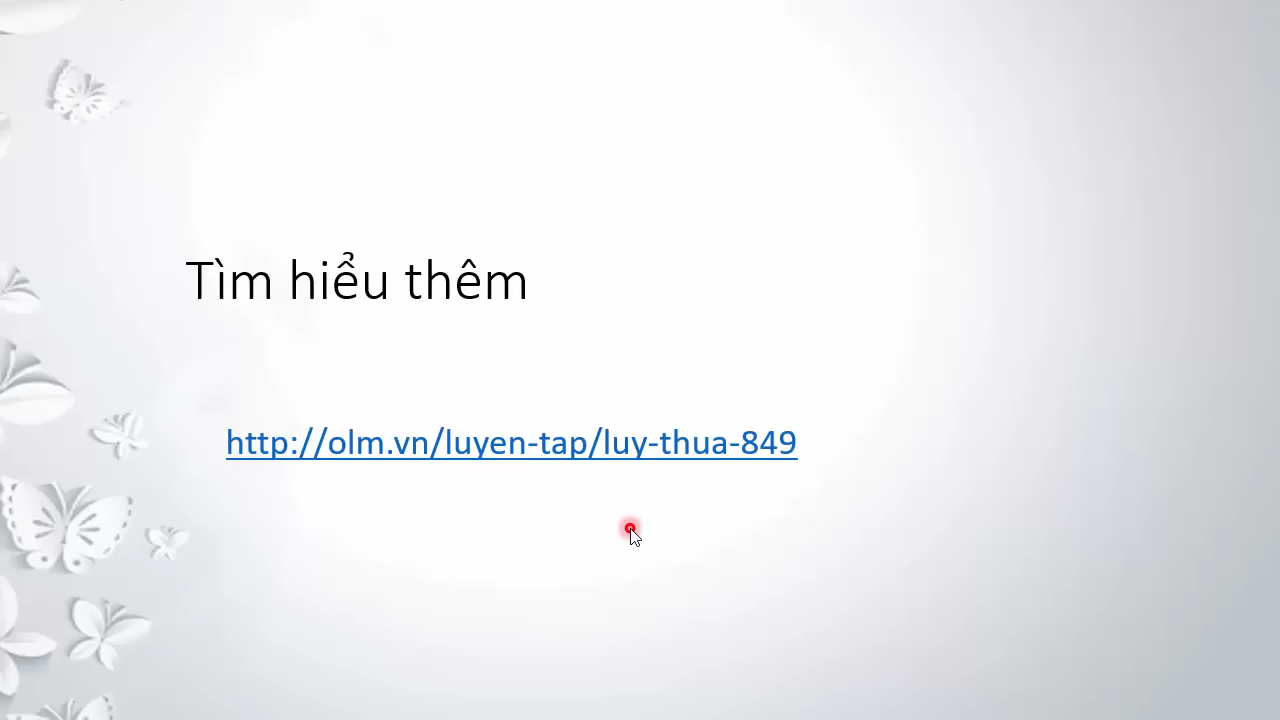 Tìm hiểu thêm
http://olm.vn/luyen-tap/luy-thua-849